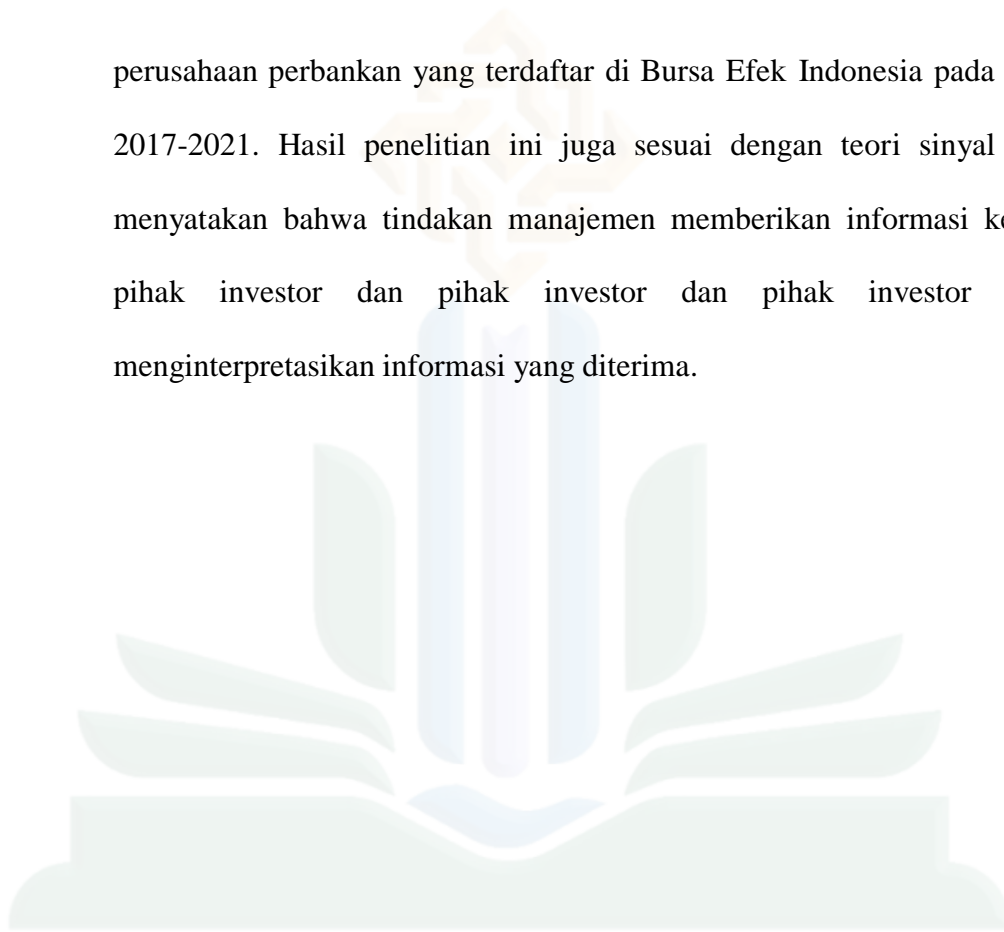 perusahaan perbankan yang terdaftar di Bursa Efek Indonesia pada
2017-2021. Hasil penelitian ini juga sesuai dengan teori sinyal
menyatakan bahwa tindakan manajemen memberikan informasi
pihak investor dan pihak investor dan pihak investor
menginterpretasikan informasi yang diterima.